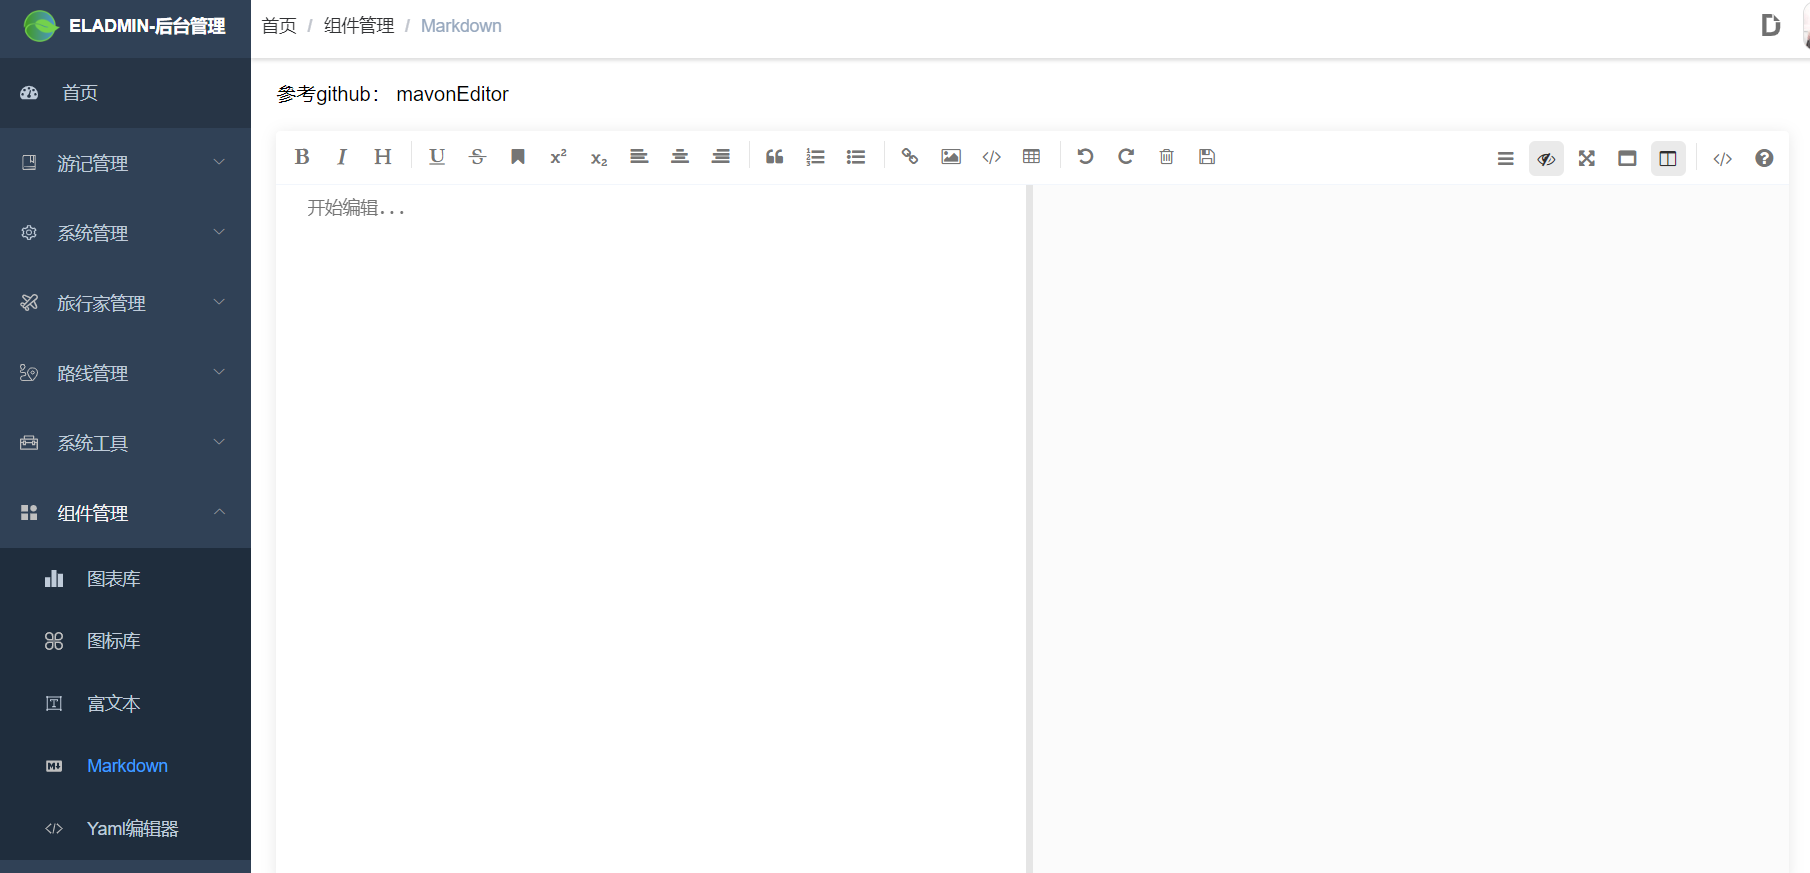 ELADMIN-后台管理
首页 / 组件管理 / Markdown
首页
游记管理
系统管理
旅行家管理
路线管理
系统工具
组件管理
图表库
图标库
富文本
Markdown
Yaml编辑器
参考github： mavonEditor
开始编辑...